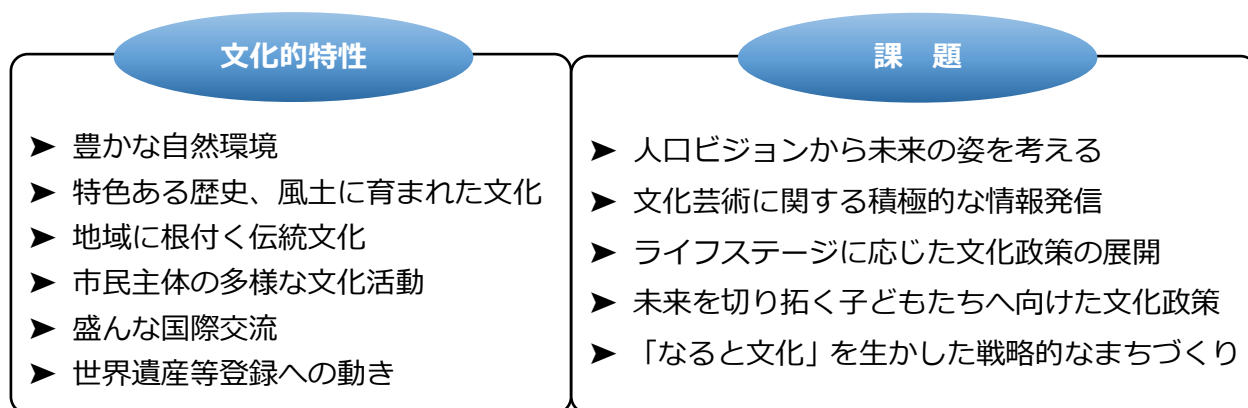 文化的特性
➤ 豊かな自然環境
➤ 特色ある歴史、風土に育まれた文化
➤ 地域に根付く伝統文化
➤ 市民主体の多様な文化活動
➤ 盛んな国際交流
➤ 世界遺産等登録への動き
課　題
➤ 人口ビジョンから未来の姿を考える
➤ 文化芸術に関する積極的な情報発信
➤ ライフステージに応じた文化政策の展開
➤ 未来を切り拓く子どもたちへ向けた文化政策
➤ 「なると文化」を生かした戦略的なまちづくり